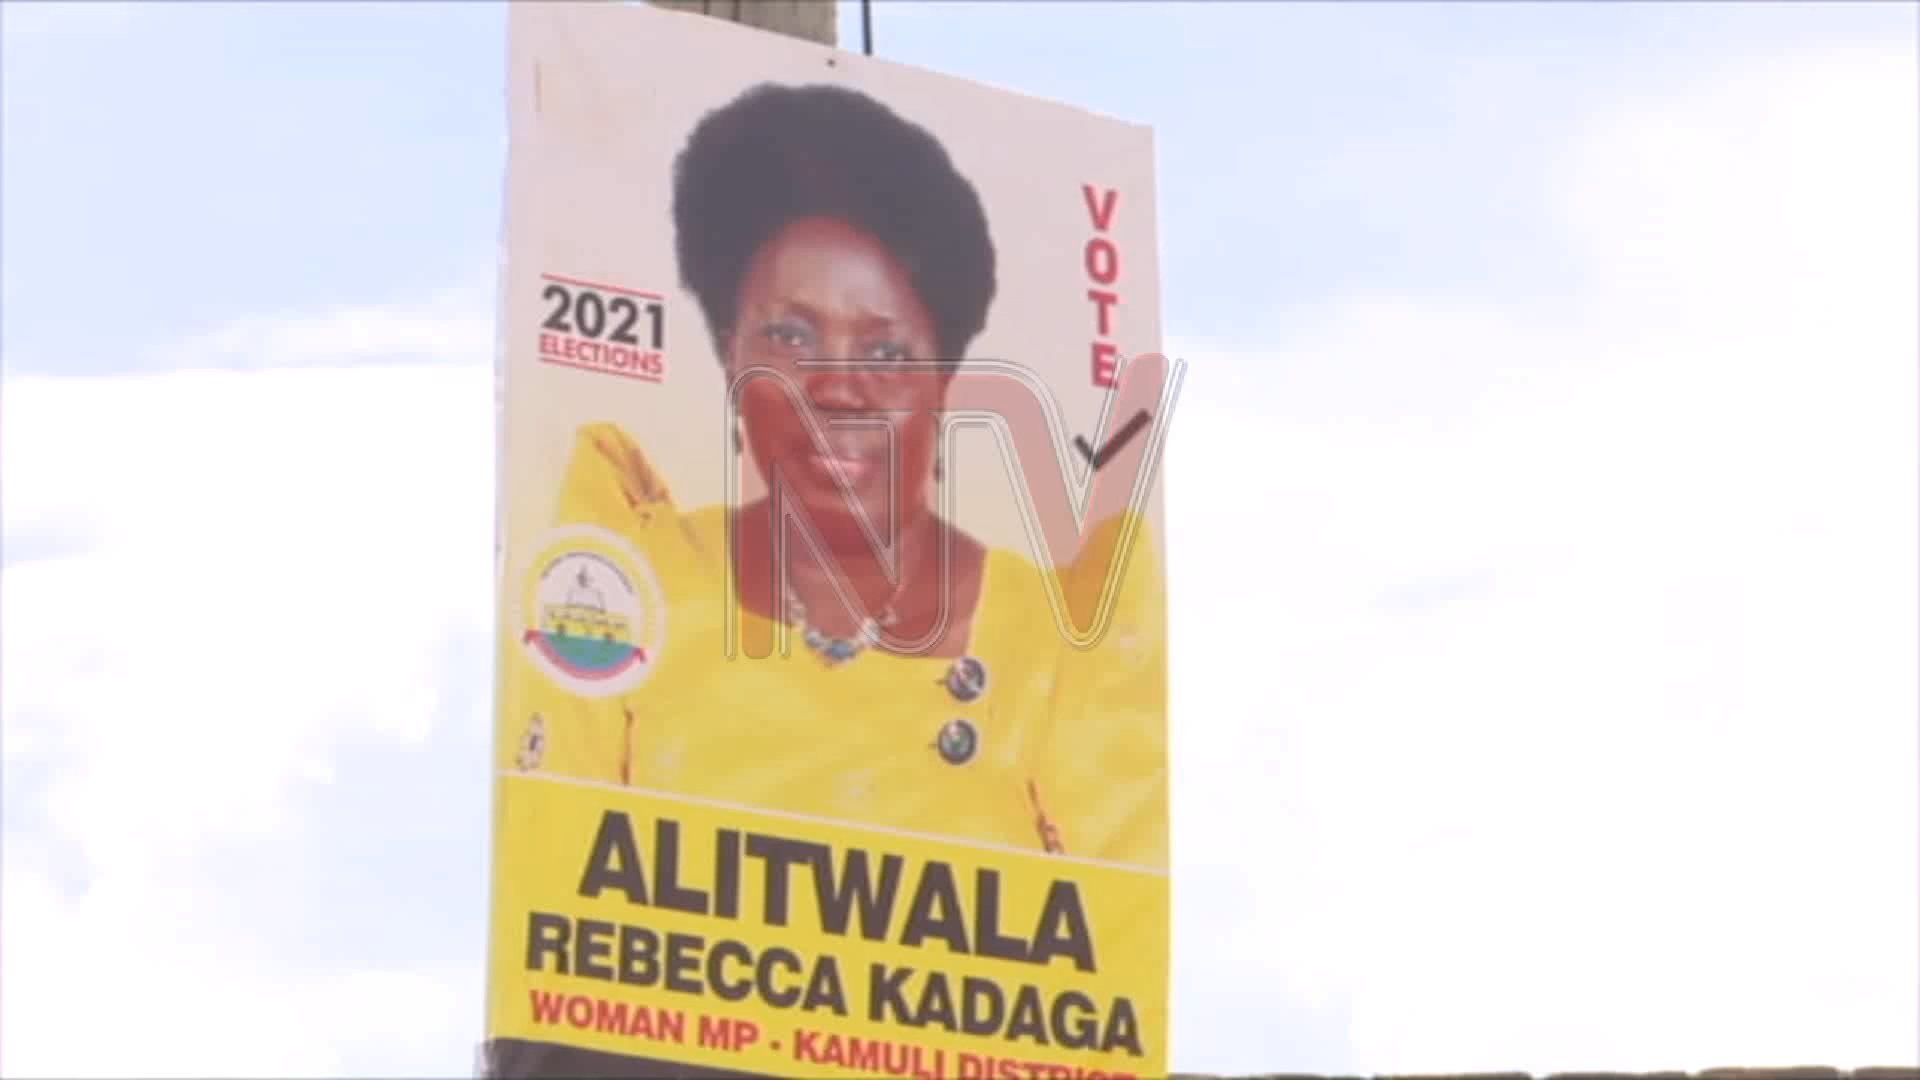 2021
ELECTIONS
VOTE
NTV
ALITWALA
REBECCA KADAGA
WOMAN MP - KAMULI DISTRICT